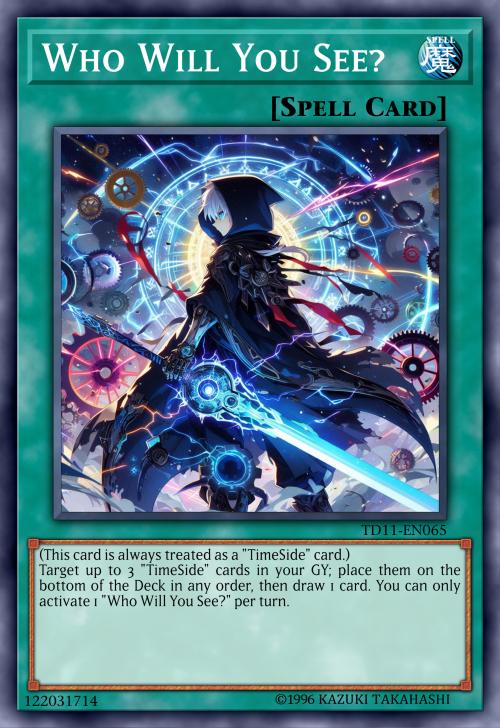 WHO WILL YOU SEE?
SPELL
魔
[SPELL CARD]
TD11-EN065
(This card is always treated as a "TimeSide" card.)
Target up to 3 "TimeSide" cards in your GY; place them on the
bottom of the Deck in any order, then draw 1 card. You can only
activate 1 "Who Will You See?" per turn.
122031714
©1996 KAZUKI TAKAHASHI